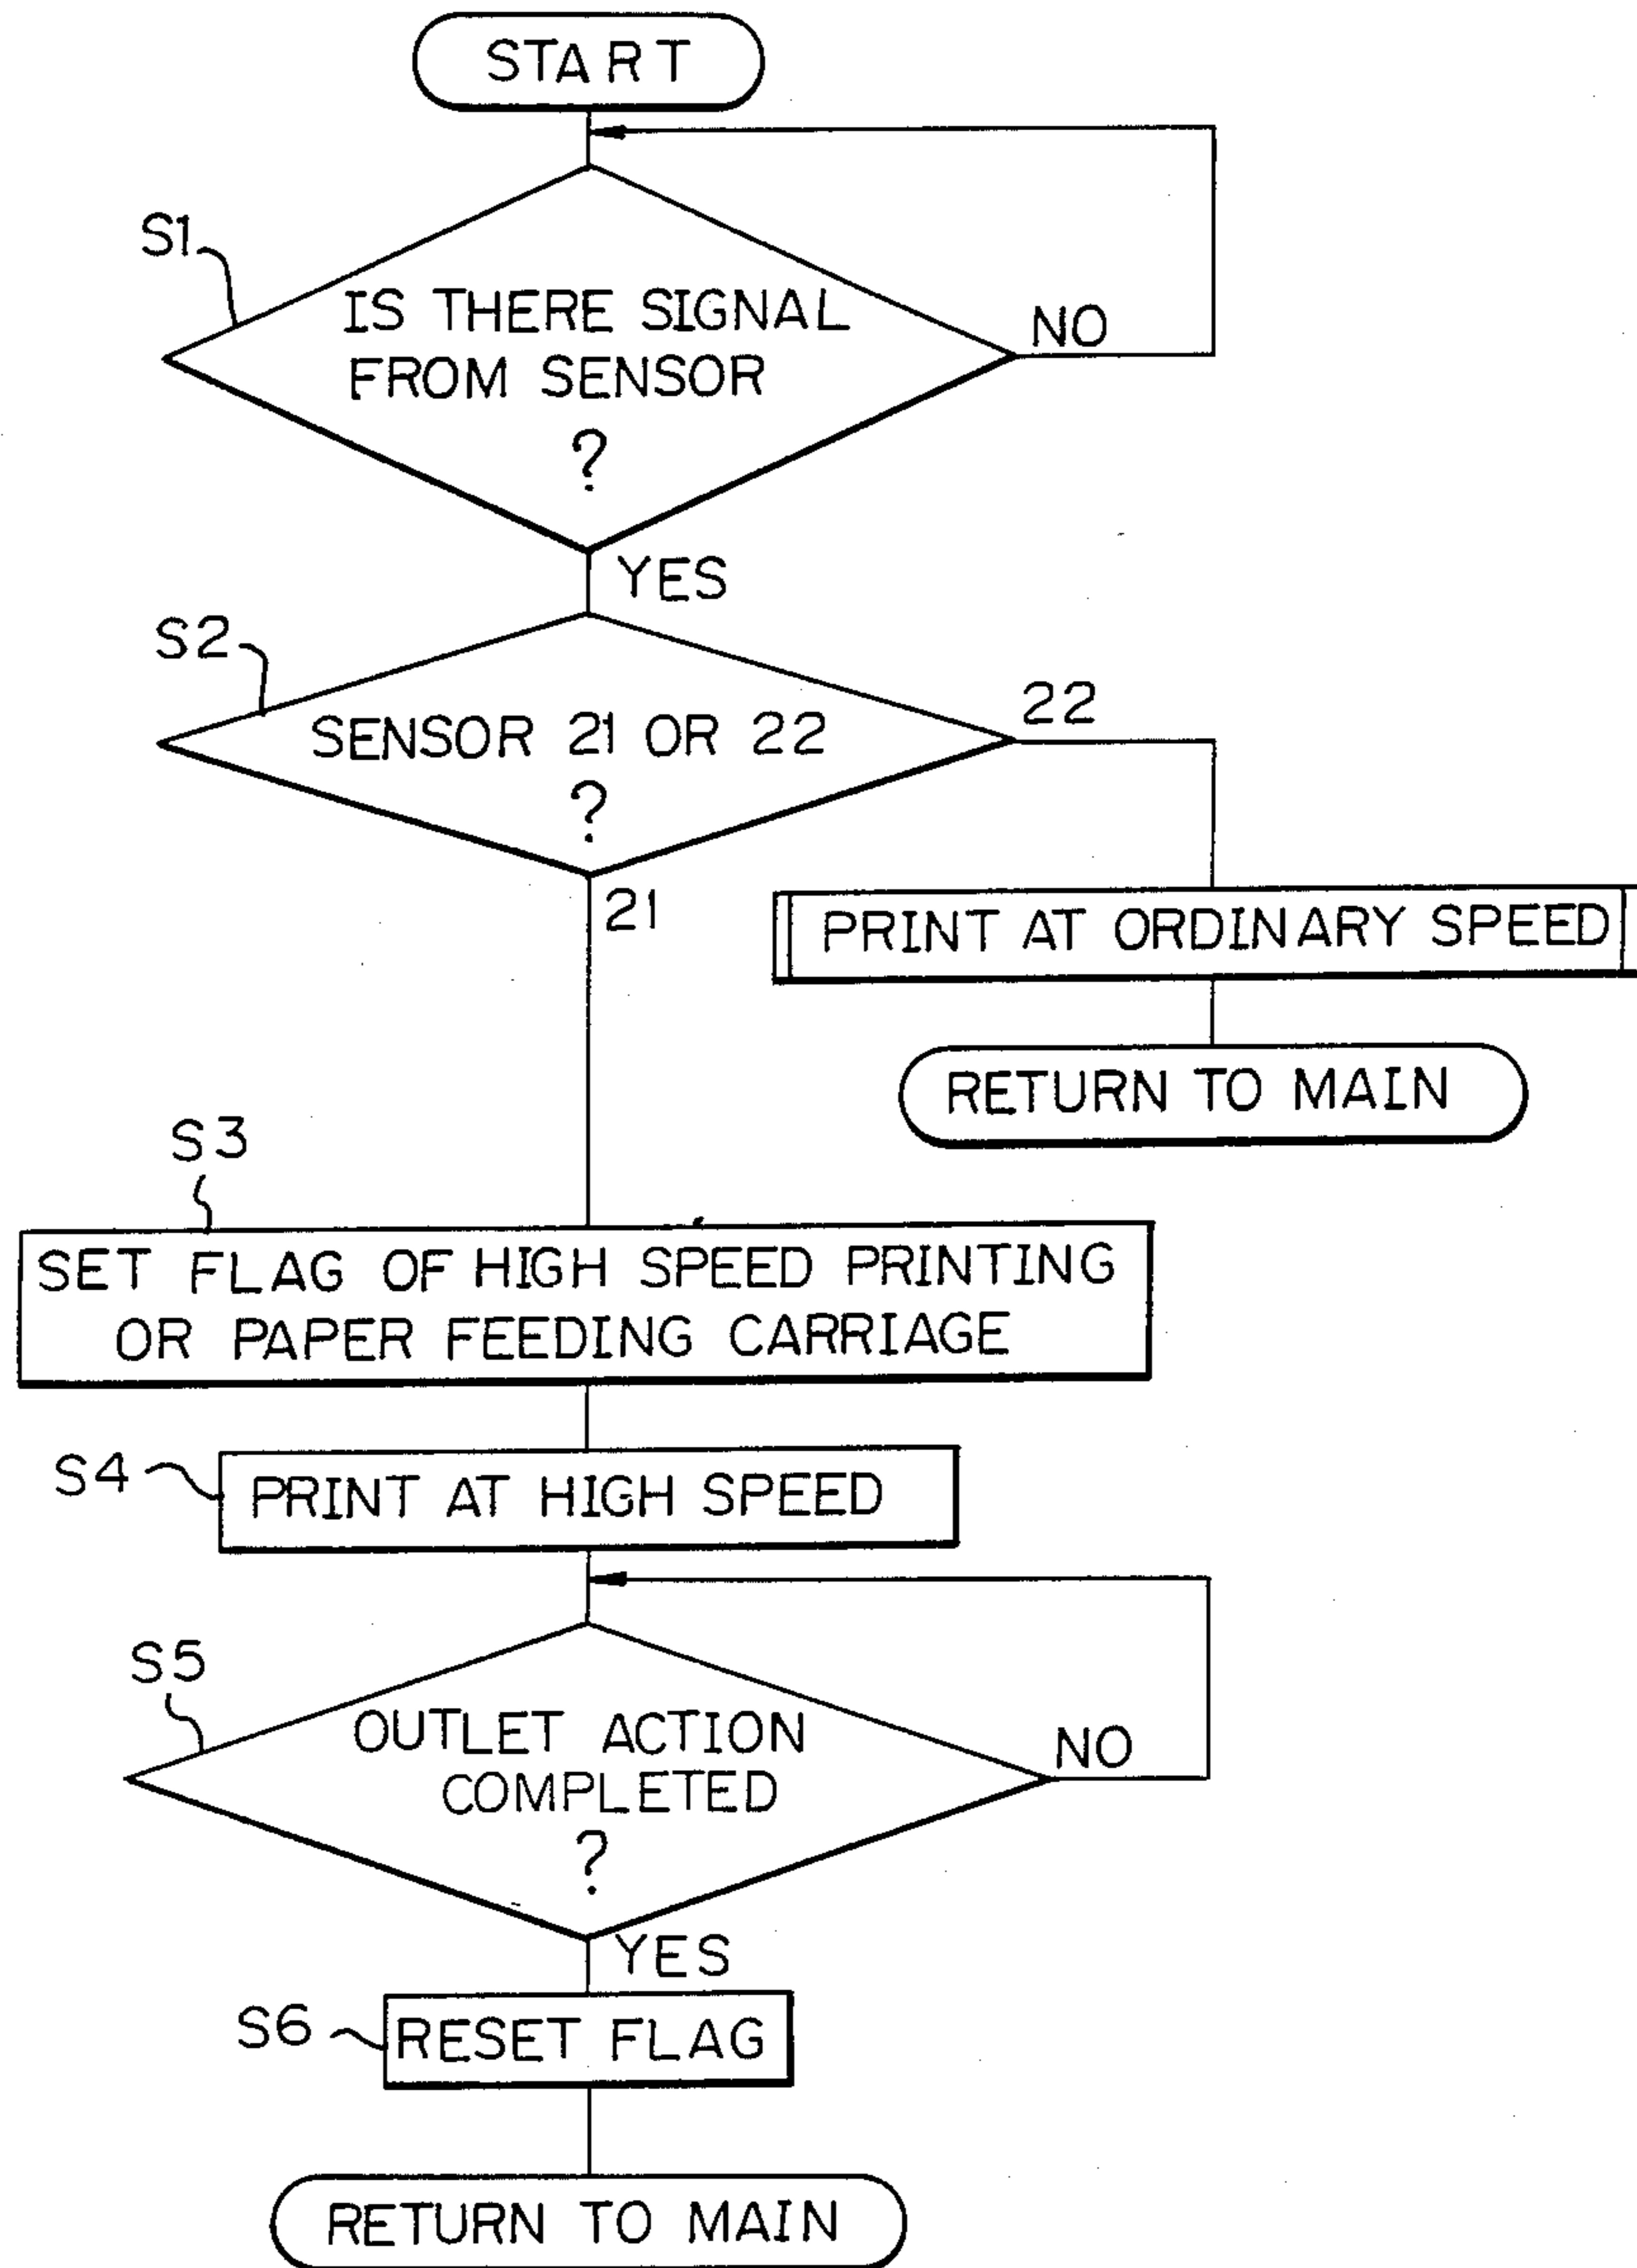 START
S1
IS THERE SIGNAL
FROM SENSOR
?
NO
YES
S2
SENSOR 21 OR 22
?
22
21
PRINT AT ORDINARY SPEED
RETURN TO MAIN
S3
SET FLAG OF HIGH SPEED PRINTING
OR PAPER FEEDING CARRIAGE
S4
PRINT AT HIGH SPEED
S5
OUTLET ACTION
COMPLETED
?
NO
YES
S6
RESET FLAG
RETURN TO MAIN